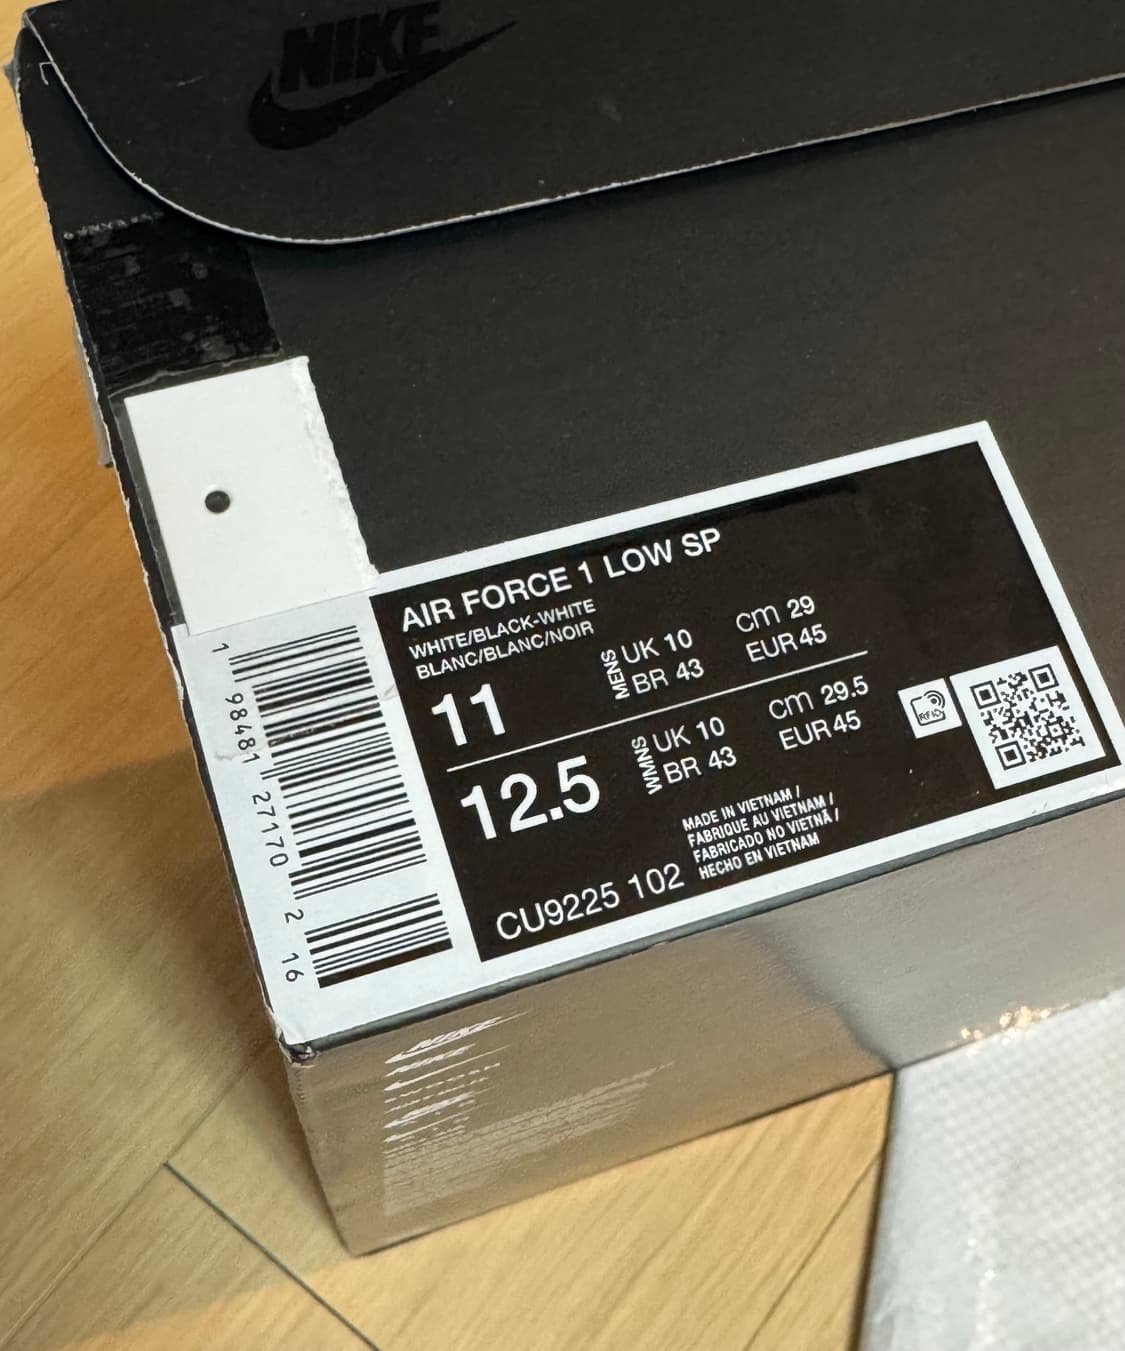 NIKE
AIR FORCE 1 LOW SP
WHITE/BLACK-WHITE
BLANC/BLANC/NOIR
11
MENS
UK 10
BR 43
cm 29
EUR 45
12.5
WMNS
UK 10
BR 43
cm 29.5
EUR 45
RFID
MADE IN VIETNAM /
FABRIQUE AU VIETNAM /
FABRICADO NO VIETNÃ /
HECHO EN VIETNAM
CU9225 102
1 98481 27170 2 16
NIKE